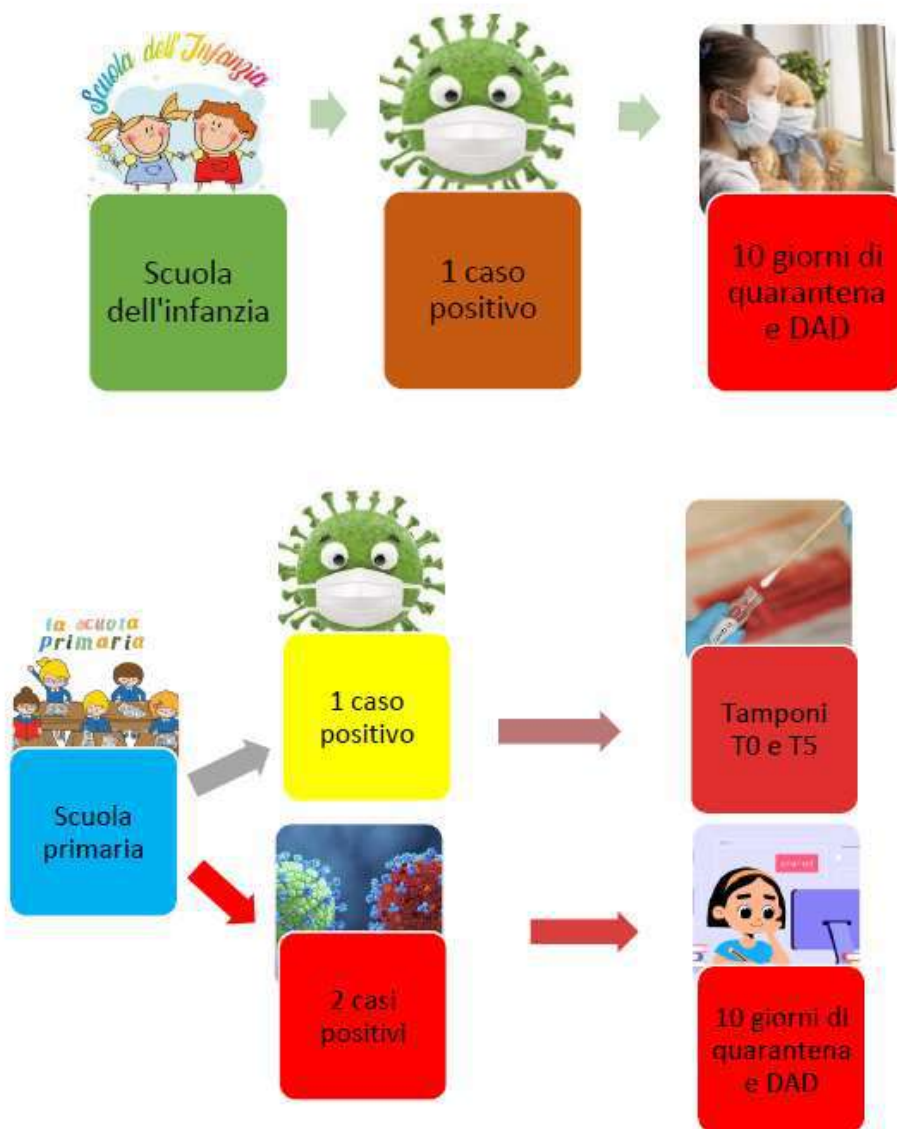 Scuola dell'Infanzia
Scuola
dell'infanzia
1 caso
positivo
10 giorni di
quarantena
e DAD
la scuola
primaria
Scuola
primaria
1 caso
positivo
Tamponi
T0 e T5
2 casi
positivi
10 giorni di
quarantena
e DAD